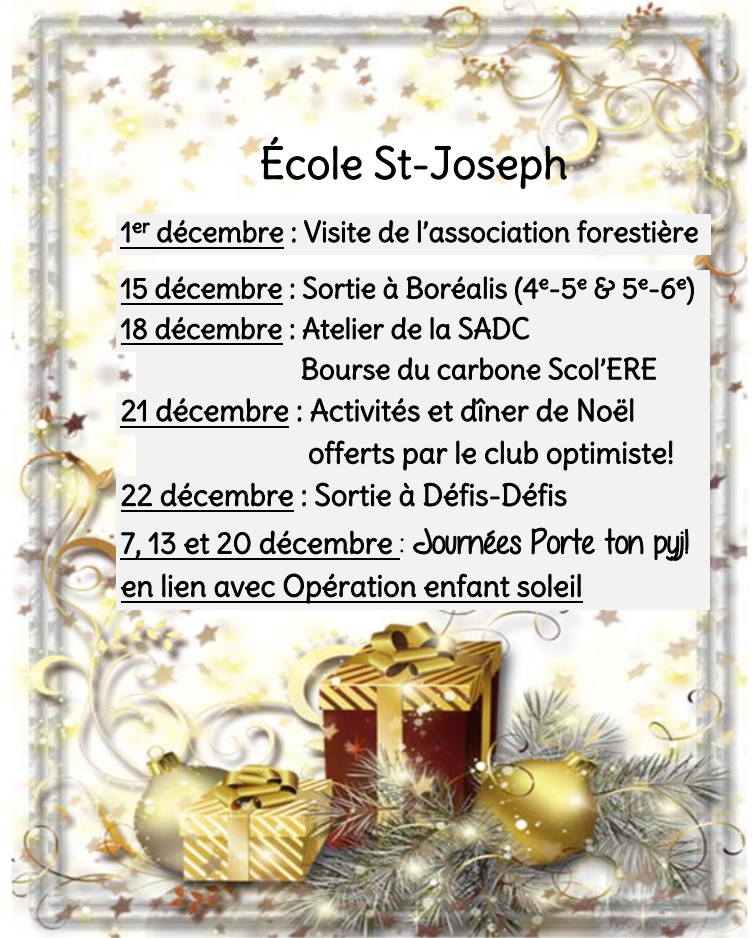 École St-Joseph
1er décembre : Visite de l'association forestière
15 décembre : Sortie à Boréalis (4e-5e & 5e-6e)
18 décembre : Atelier de la SADC
Bourse du carbone Scol'ERE
21 décembre : Activités et dîner de Noël
offerts par le club optimiste!
22 décembre : Sortie à Défis-Défis
7, 13 et 20 décembre : Journées Porte ton pyj!
en lien avec Opération enfant soleil